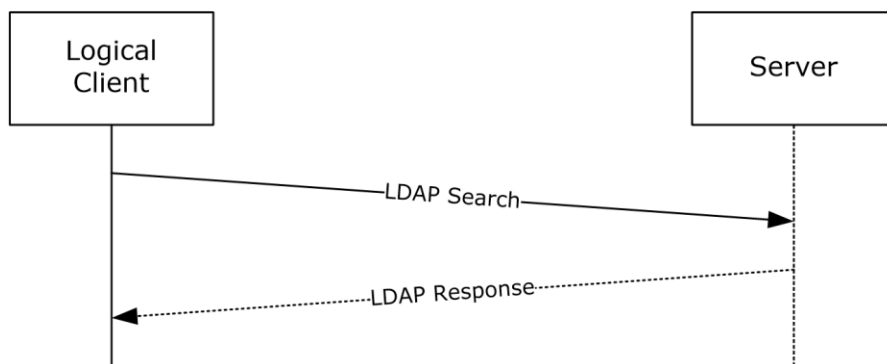 Logical
Client
Server
LDAP Search
LDAP Response